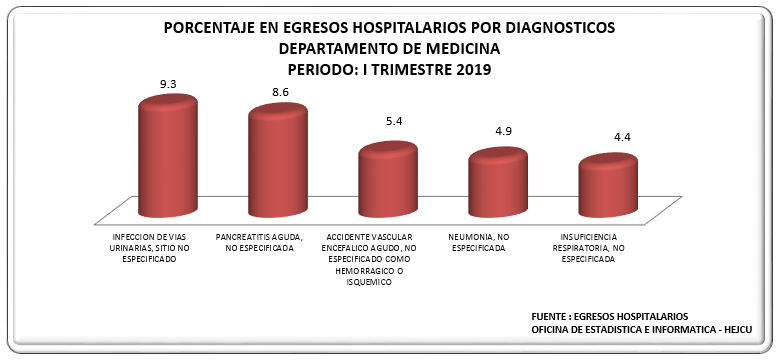 PORCENTAJE EN EGRESOS HOSPITALARIOS POR DIAGNOSTICOS
DEPARTAMENTO DE MEDICINA
PERIODO: I TRIMESTRE 2019
9.3
8.6
5.4
4.9
4.4
INFECCION DE VIAS
URINARIAS, SITIO NO
ESPECIFICADO
PANCREATITIS AGUDA,
NO ESPECIFICADA
ACCIDENTE VASCULAR
ENCEFALICO AGUDO, NO
ESPECIFICADO COMO
HEMORRAGICO O
ISQUEMICO
NEUMONIA, NO
ESPECIFICADA
INSUFICIENCIA
RESPIRATORIA, NO
ESPECIFICADA
FUENTE : EGRESOS HOSPITALARIOS
OFICINA DE ESTADISTICA E INFORMATICA - HEJCU